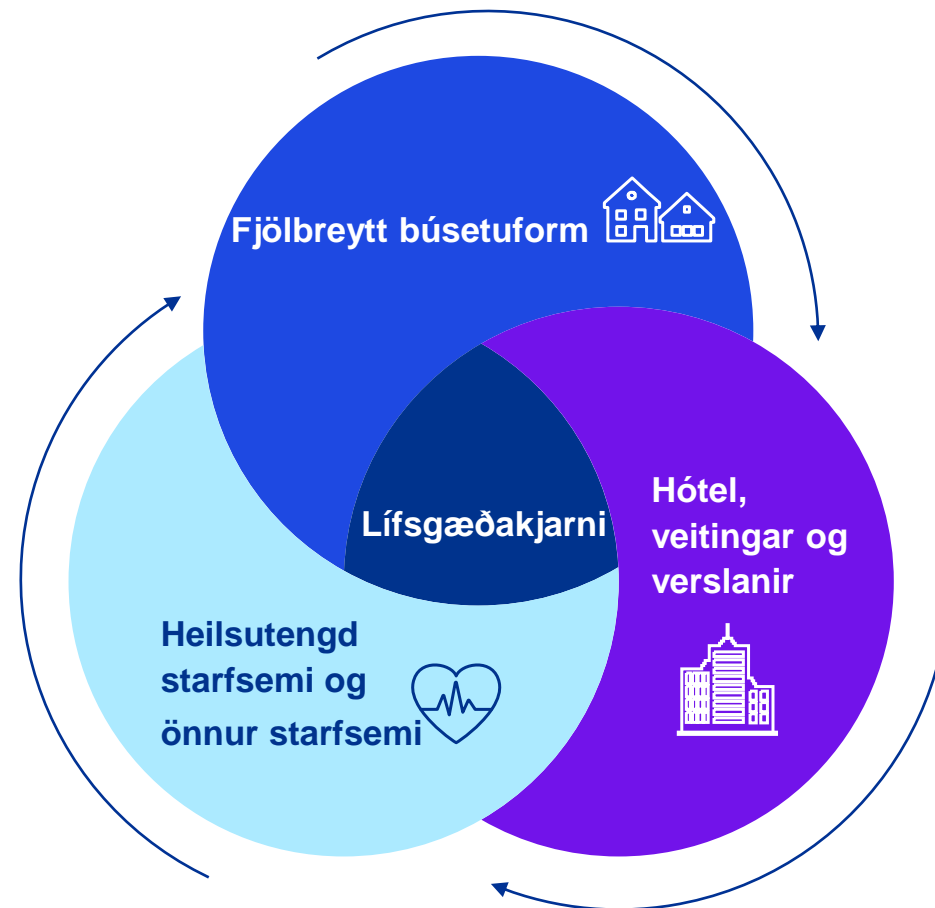 Fjölbreytt búsetuform
Lífsgæðakjarni
Hótel,
veitingar og
verslanir
Heilsutengd
starfsemi og
önnur starfsemi